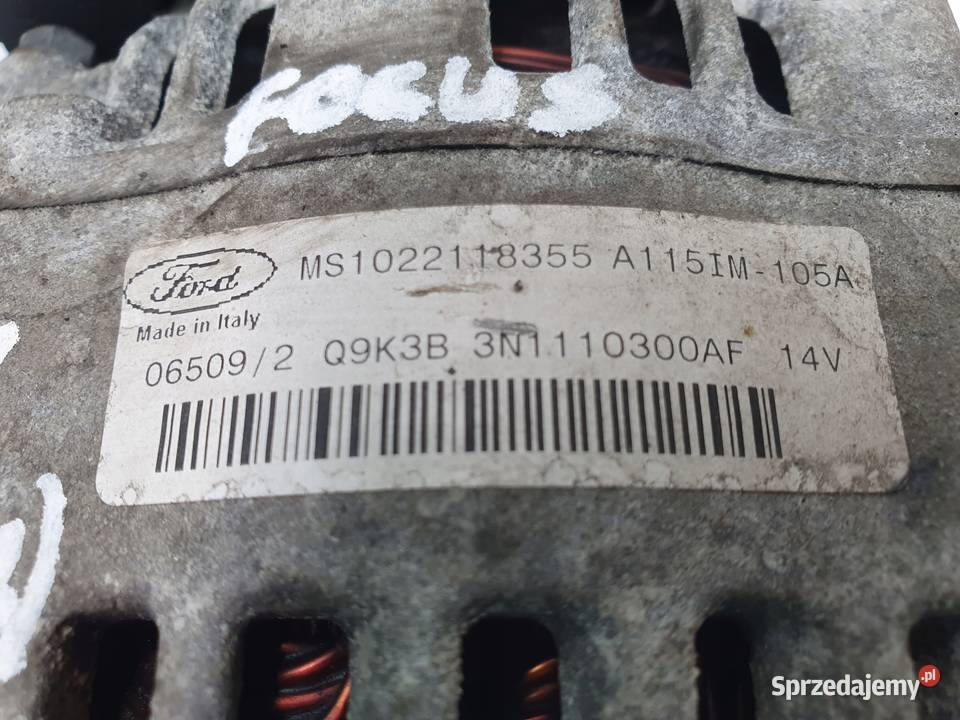 FOCUS
Ford MS1022118355 A115IM-105A
Made in Italy
06509/2 Q9K3B 3N1110300AF 14V
Sprzedajemy.pl